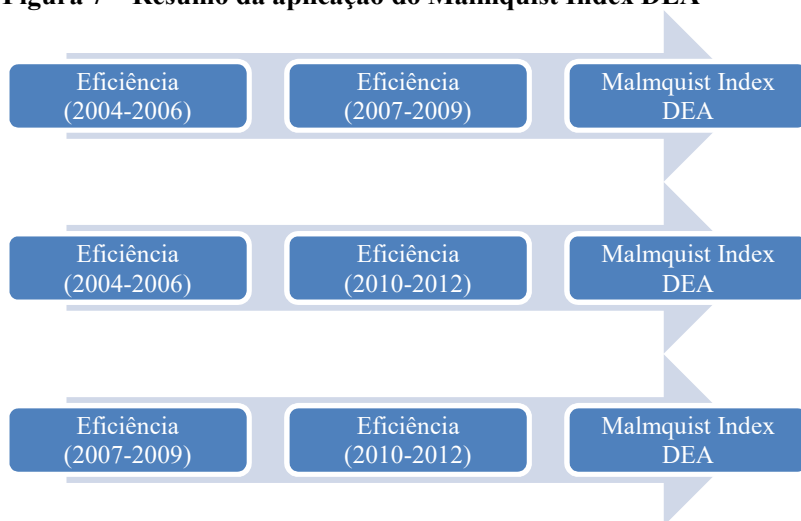 Figura 7 – Resumo da aplicação do Malmquist Index DEA
Eficiência
(2004-2006)
Eficiência
(2007-2009)
Malmquist Index
DEA
Eficiência
(2004-2006)
Eficiência
(2010-2012)
Malmquist Index
DEA
Eficiência
(2007-2009)
Eficiência
(2010-2012)
Malmquist Index
DEA